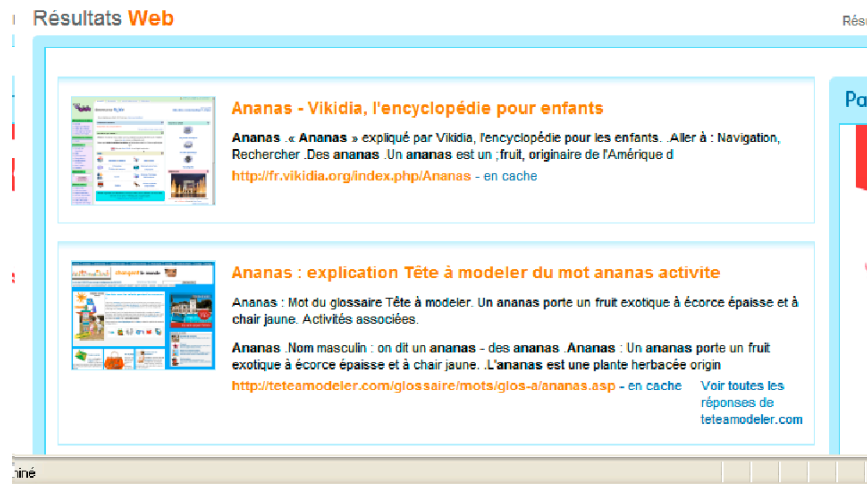 Résultats Web
Ananas - Vikidia, l'encyclopédie pour enfants
Ananas .« Ananas » expliqué par Vikidia, l'encyclopédie pour les enfants. .Aller à : Navigation,
Rechercher .Des ananas .Un ananas est un ;fruit, originaire de l'Amérique d
http://fr.vikidia.org/index.php/Ananas - en cache
Ananas : explication Tête à modeler du mot ananas activite
Ananas : Mot du glossaire Tête à modeler. Un ananas porte un fruit exotique à écorce épaisse et à
chair jaune. Activités associées.
Ananas .Nom masculin : on dit un ananas - des ananas .Ananas : Un ananas porte un fruit
exotique à écorce épaisse et à chair jaune. .L'ananas est une plante herbacée origin
http://teteamodeler.com/glossaire/mots/glos-a/ananas.asp - en cache
Voir toutes les
réponses de
teteamodeler.com